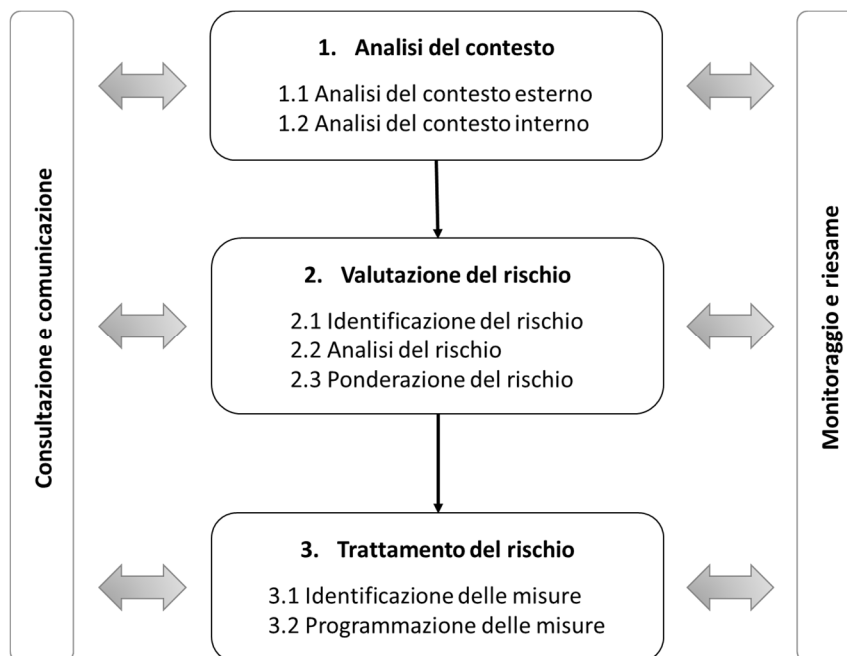 Consultazione e comunicazione
1. Analisi del contesto
1.1 Analisi del contesto esterno
1.2 Analisi del contesto interno
2. Valutazione del rischio
2.1 Identificazione del rischio
2.2 Analisi del rischio
2.3 Ponderazione del rischio
3. Trattamento del rischio
3.1 Identificazione delle misure
3.2 Programmazione delle misure
Monitoraggio e riesame